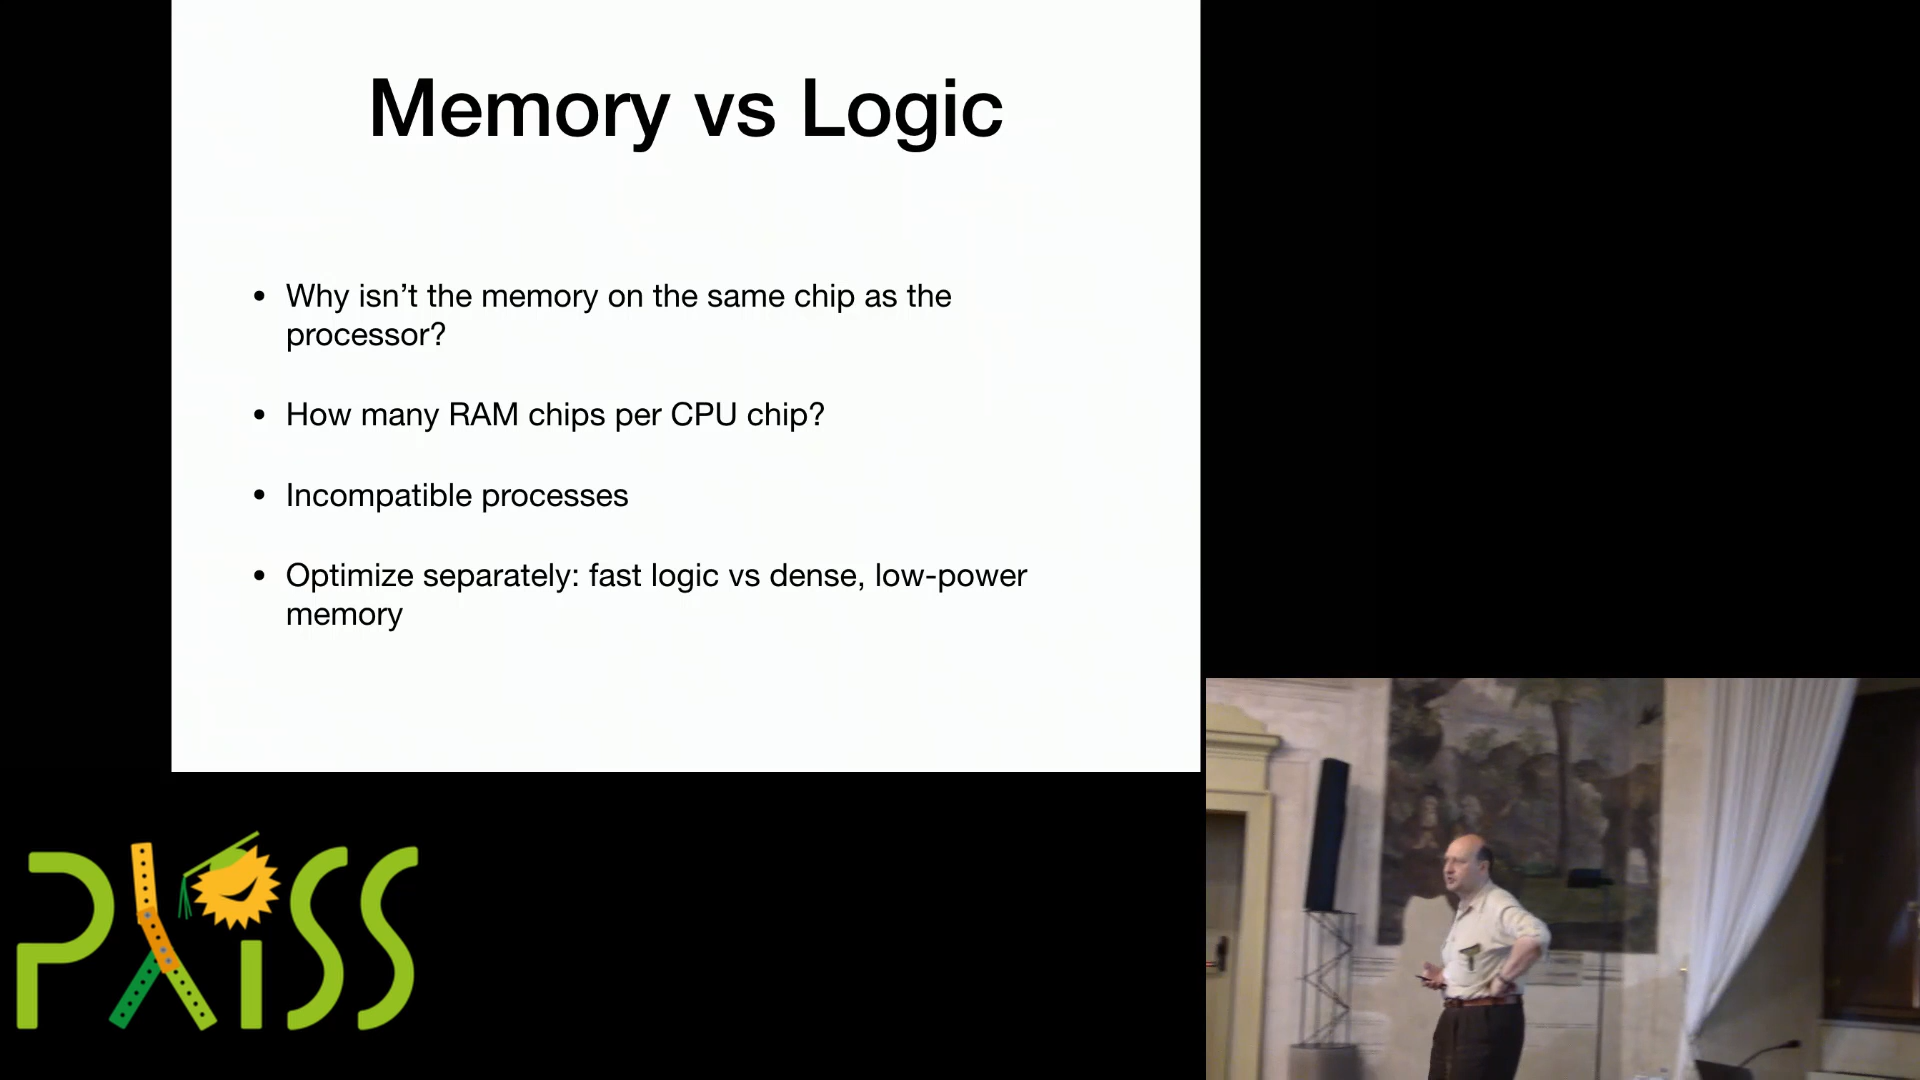 Memory vs Logic
• Why isn’t the memory on the same chip as the
processor?
• How many RAM chips per CPU chip?
• Incompatible processes
• Optimize separately: fast logic vs dense, low-power
memory
PAISS